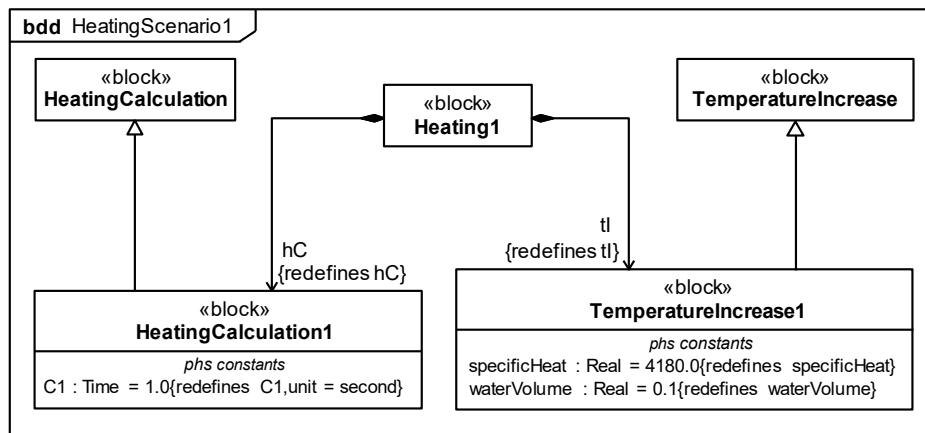 bdd HeatingScenario1
«block»
HeatingCalculation
«block»
Heating1
«block»
TemperatureIncrease
hC
{redefines hC}
tI
{redefines tI}
«block»
HeatingCalculation1
phs constants
C1 : Time = 1.0{redefines C1,unit = second}
«block»
TemperatureIncrease1
phs constants
specificHeat : Real = 4180.0{redefines specificHeat}
waterVolume : Real = 0.1{redefines waterVolume}